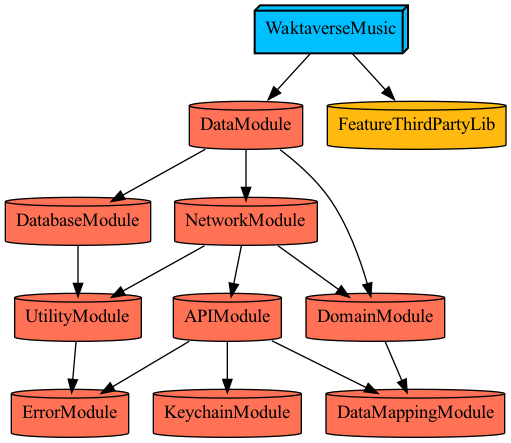 WaktaverseMusic
DataModule
FeatureThirdPartyLib
DatabaseModule
NetworkModule
UtilityModule
APIModule
DomainModule
ErrorModule
KeychainModule
DataMappingModule